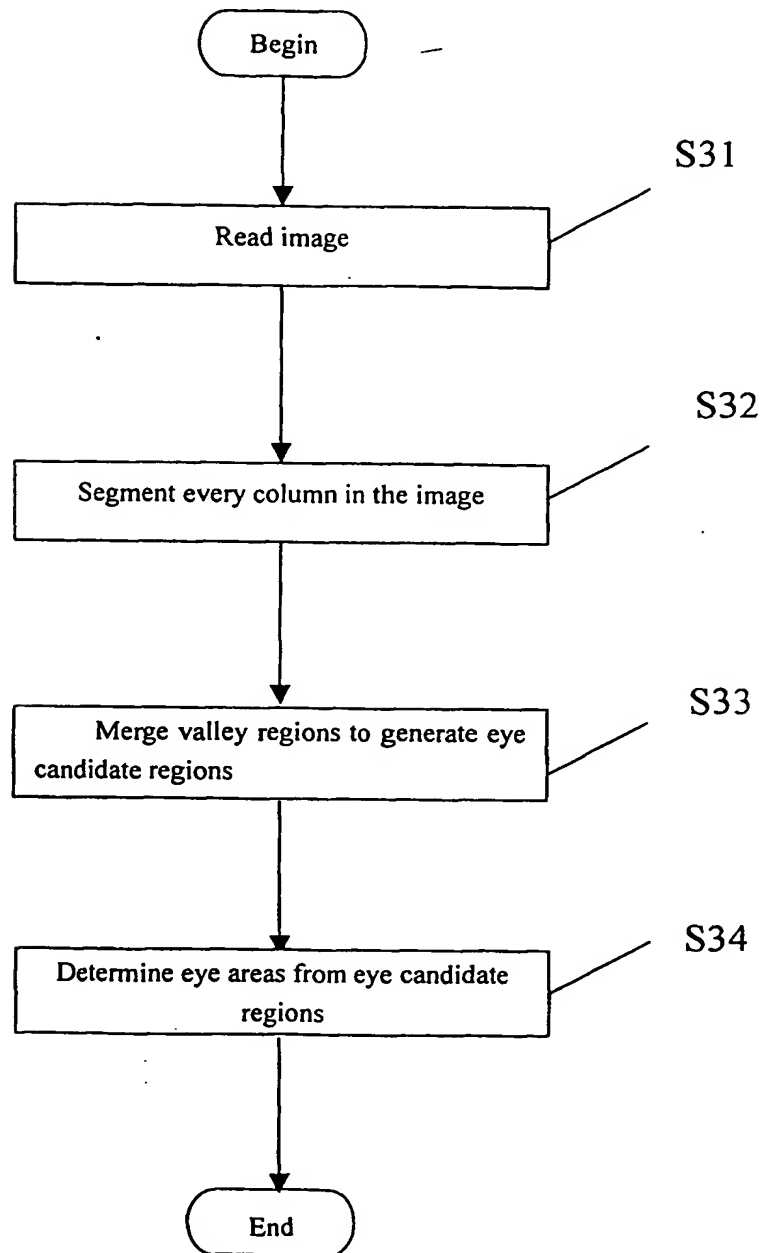 Begin
S31
Read image
S32
Segment every column in the image
S33
Merge valley regions to generate eye
candidate regions
S34
Determine eye areas from eye candidate
regions
End